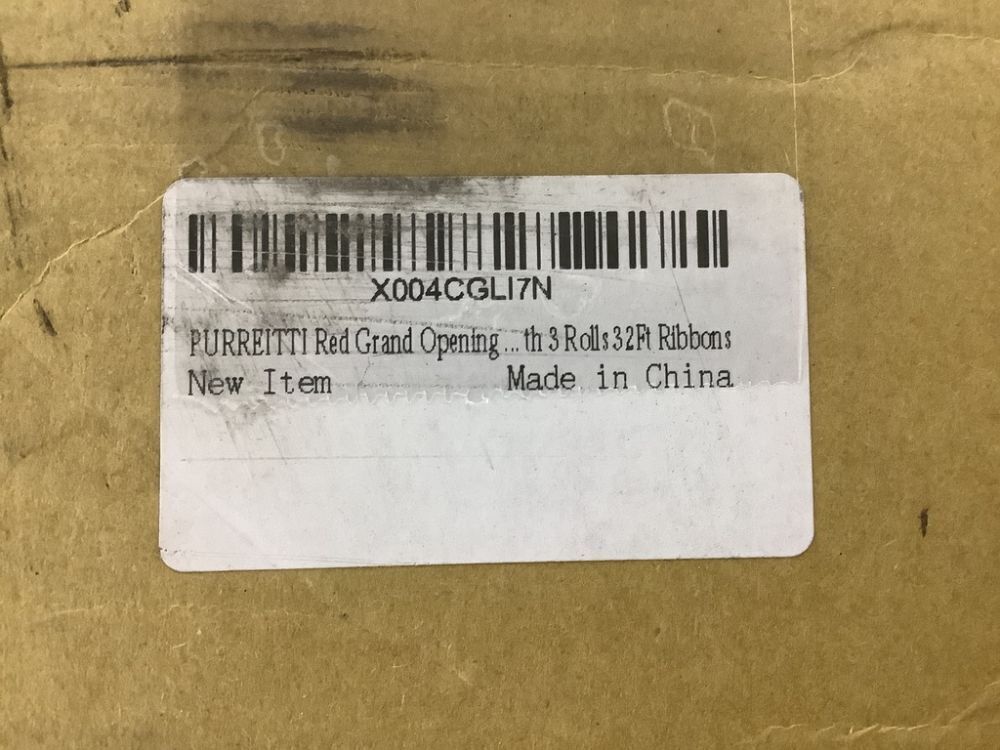 X004CGLI7N
PURREITTI Red Grand Opening ... th 3 Rolls 32Ft Ribbons
New Item Made in China